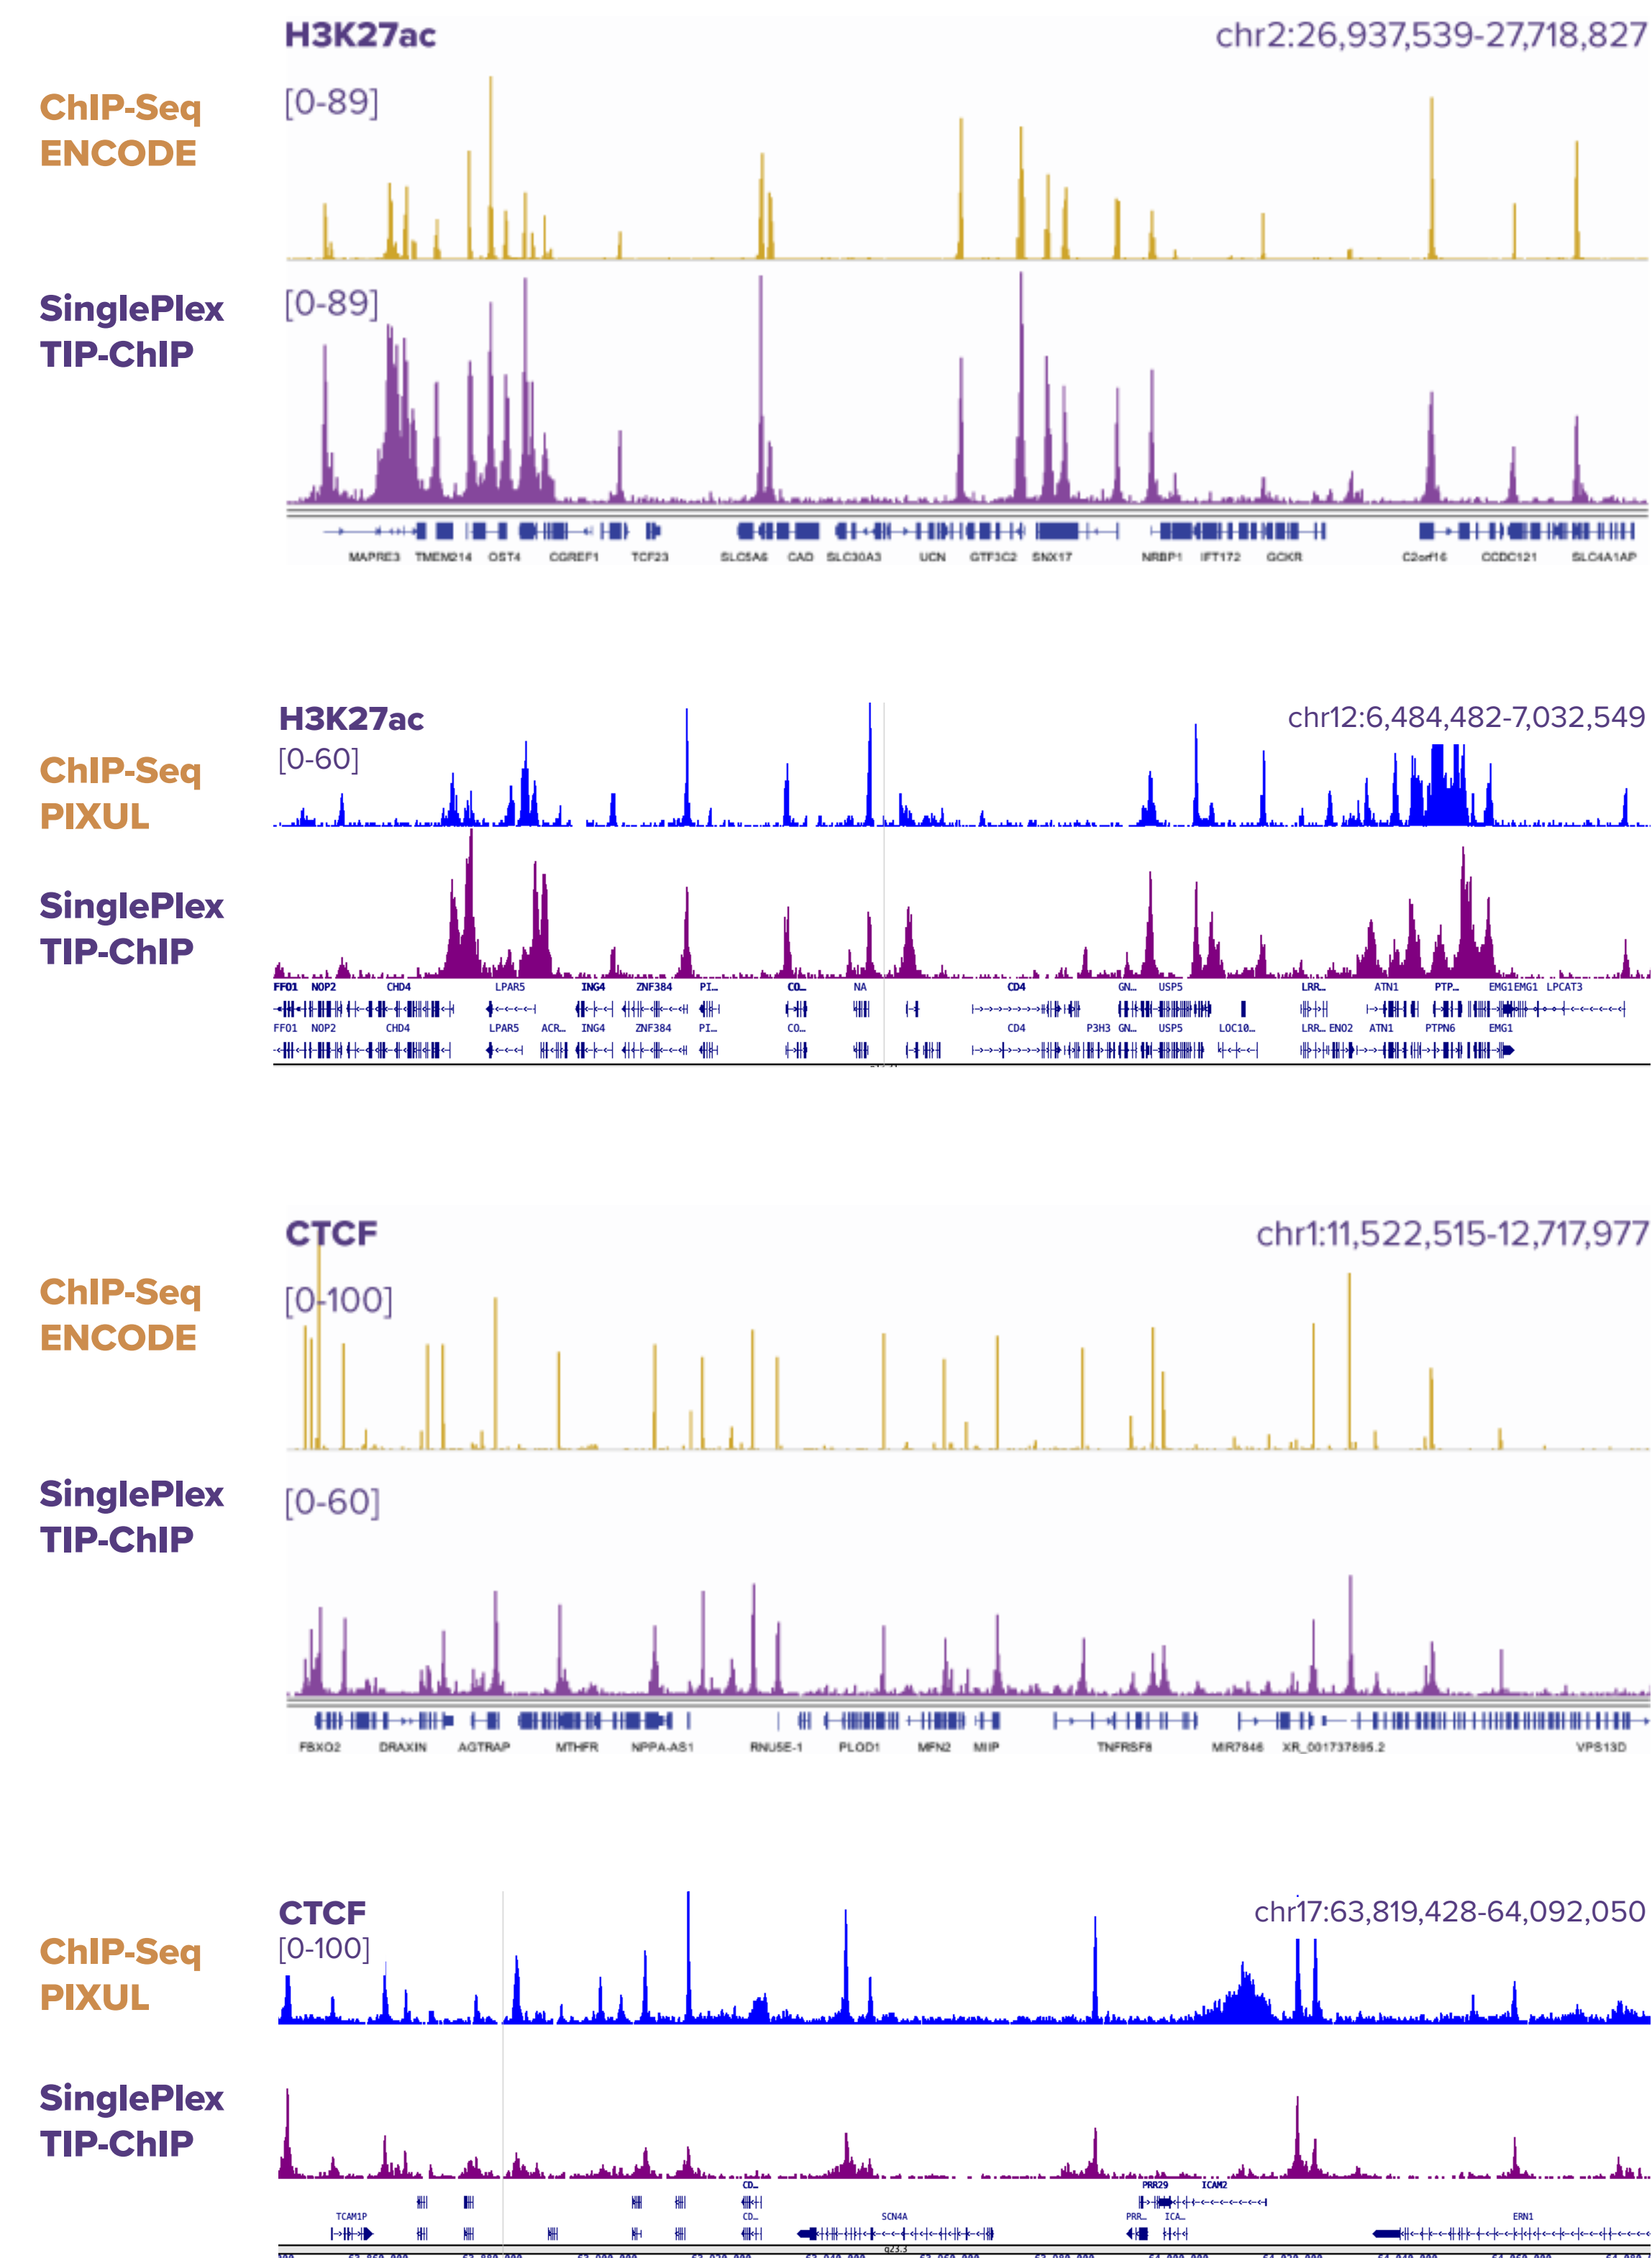 H3K27ac chr2:26,937,539-27,718,827
ChIP-Seq
ENCODE
[0-89]
SinglePlex
TIP-ChIP
[0-89]
MAPRE3 TMEM214 OST4 CGREF1 TCF23 SLC5A6 CAD SLC30A3 UCN GTF3C2 SNX17 NRBP1 IFT172 GCKR C2orf16 CCDC121 SLC4A1AP
H3K27ac chr12:6,484,482-7,032,549
[0-60]
ChIP-Seq
PIXUL
SinglePlex
TIP-ChIP
FFO1 NOP2 CHD4 LPAR5 ING4 ZNF384 PI… CO… NA CD4 GN… USP5 LRR… ATN1 PTP… EMG1 EMG1 LPCAT3
FFO1 NOP2 CHD4 LPAR5 ACR… ING4 ZNF384 PI… CO… CD4 P3H3 GN… USP5 LOC10… LRR… ENO2 ATN1 PTPN6 EMG1
CTCF chr1:11,522,515-12,717,977
ChIP-Seq
ENCODE
[0-100]
SinglePlex
TIP-ChIP
[0-60]
FBXO2 DRAXIN AGTRAP MTHFR NPPA-AS1 RNU5E-1 PLOD1 MFN2 MIIP TNFRSF8 MIR7846 XR_001737895.2 VPS13D
CTCF chr17:63,819,428-64,092,050
[0-100]
ChIP-Seq
PIXUL
SinglePlex
TIP-ChIP
CD… PRR29 ICAM2
TCAM1P CD… SCN4A PRR… ICA… ERN1
q23.3